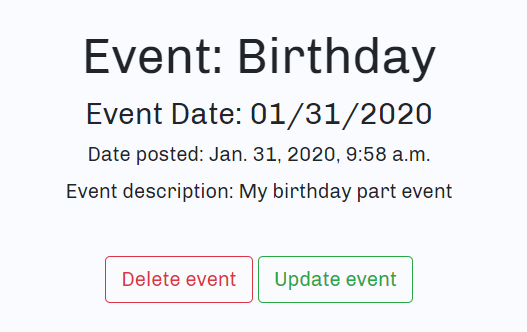 Event: Birthday
Event Date: 01/31/2020
Date posted: Jan. 31, 2020, 9:58 a.m.
Event description: My birthday part event
Delete event Update event